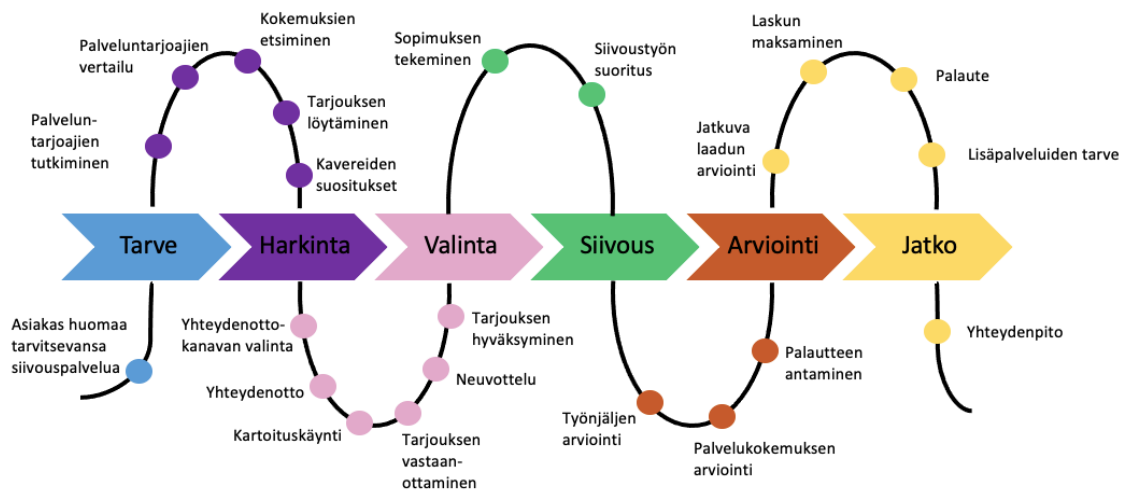 Asiakas huomaa
tarvitsevansa
siivouspalvelua
Tarve
Palvelun-
tarjoajien
tutkiminen
Palveluntarjoajien
vertailu
Kokemuksien
etsiminen
Tarjouksen
löytäminen
Kavereiden
suositukset
Harkinta
Yhteydenotto-
kanavan valinta
Yhteydenotto
Kartoituskäynti
Tarjouksen
vastaan-
ottaminen
Neuvottelu
Tarjouksen
hyväksyminen
Valinta
Sopimuksen
tekeminen
Siivoustyön
suoritus
Siivous
Työnjäljen
arviointi
Palvelukokemuksen
arviointi
Palautteen
antaminen
Arviointi
Jatkuva
laadun
arviointi
Laskun
maksaminen
Palaute
Lisäpalveluiden tarve
Jatko
Yhteydenpito